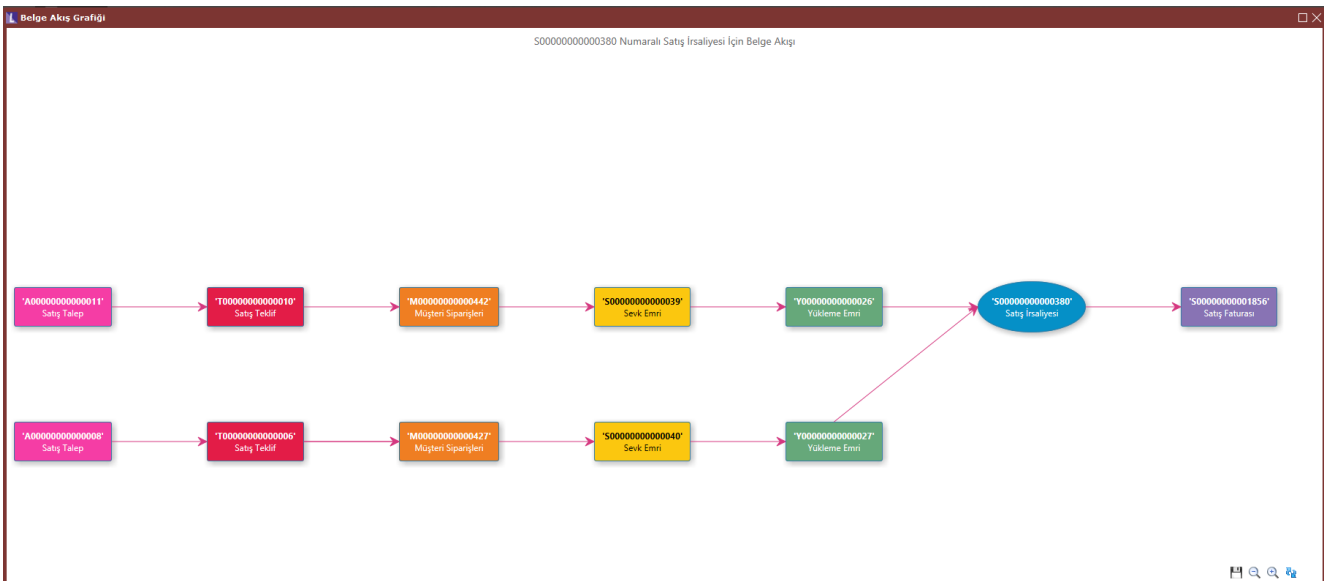 Belge Akış Grafiği
S00000000000380 Numaralı Satış İrsaliyesi İçin Belge Akışı
'A00000000000011'
Satış Talep
'T00000000000010'
Satış Teklif
'M00000000000442'
Müşteri Siparişleri
'S00000000000039'
Sevk Emri
'Y00000000000026'
Yükleme Emri
'S00000000000380'
Satış İrsaliyesi
'S00000000001856'
Satış Faturası
'A00000000000008'
Satış Talep
'T00000000000006'
Satış Teklif
'M00000000000427'
Müşteri Siparişleri
'S00000000000040'
Sevk Emri
'Y00000000000027'
Yükleme Emri